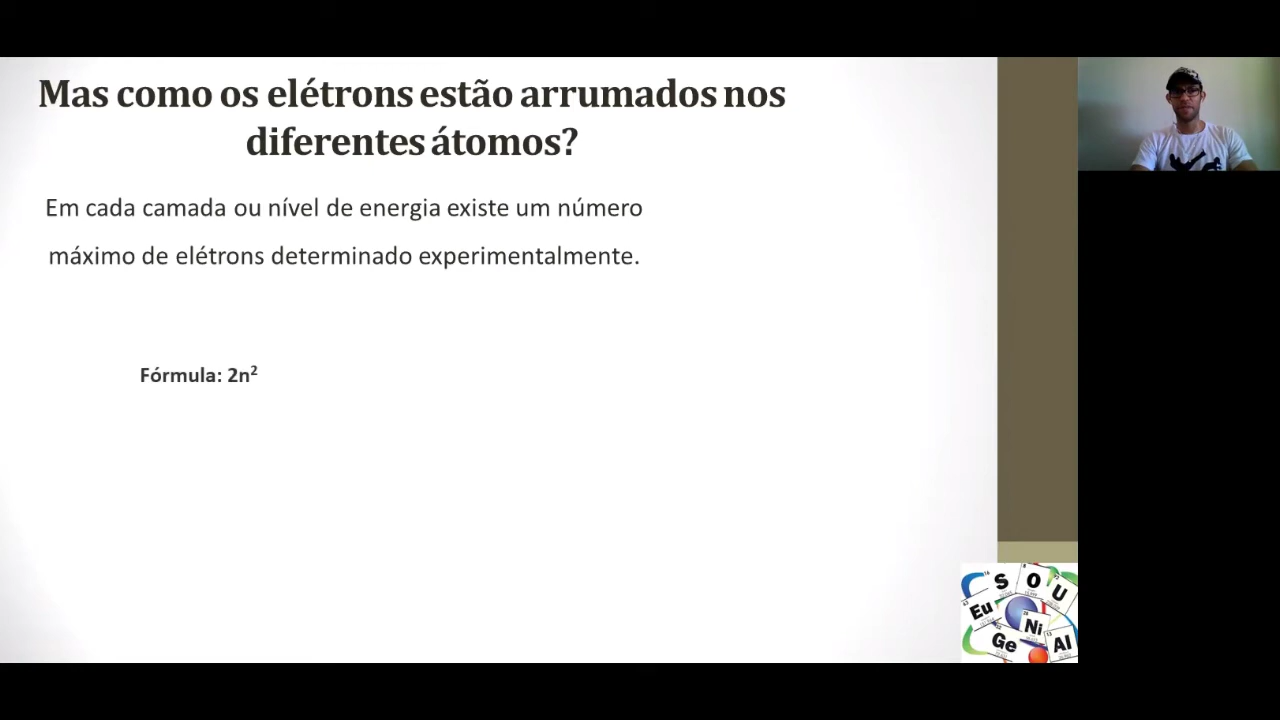 Mas como os elétrons estão arrumados nos
diferentes átomos?
Em cada camada ou nível de energia existe um número
máximo de elétrons determinado experimentalmente.
Fórmula: 2n²
S O U
Eu
Ni
Ge Al